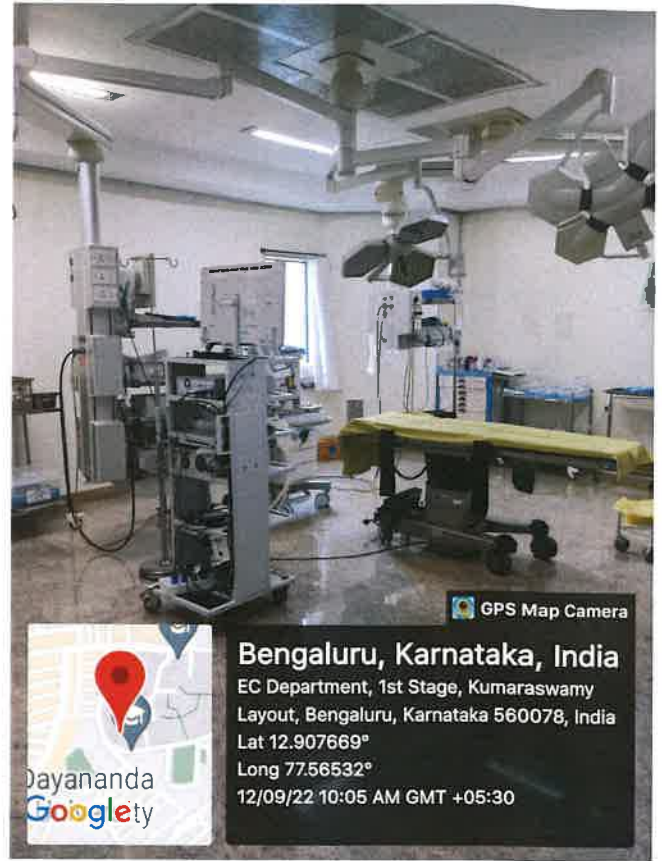 GPS Map Camera
Bengaluru, Karnataka, India
EC Department, 1st Stage, Kumaraswamy
Layout, Bengaluru, Karnataka 560078, India
Lat 12.907669°
Long 77.56532°
12/09/22 10:05 AM GMT +05:30
Dayananda
Google
ty